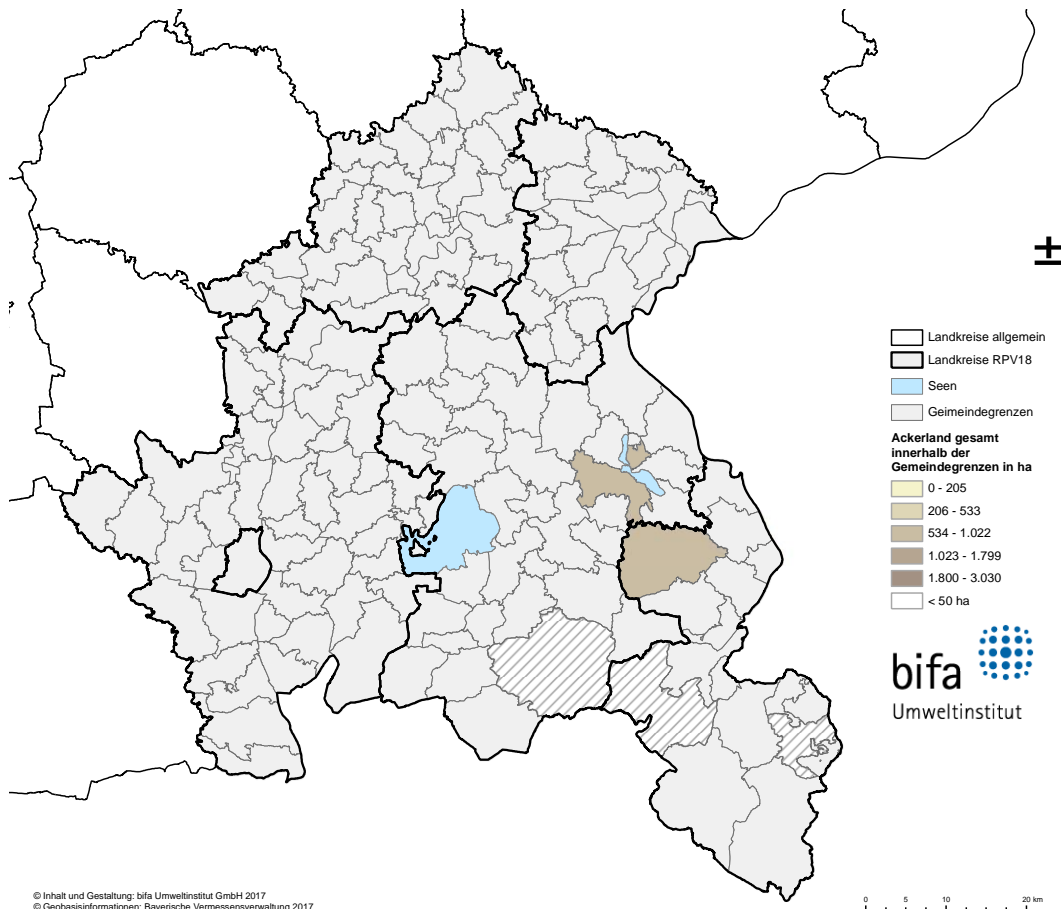 ±
Landkreise allgemein
Landkreise RPV18
Seen
Geimeindegrenzen
Ackerland gesamt
innerhalb der
Gemeindegrenzen in ha
0 - 205
206 - 533
534 - 1.022
1.023 - 1.799
1.800 - 3.030
< 50 ha
bifa
Umweltinstitut
© Inhalt und Gestaltung: bifa Umweltinstitut GmbH 2017
© Geobasisinformationen: Bayerische Vermessensverwaltung 2017
0 5 10 20 km